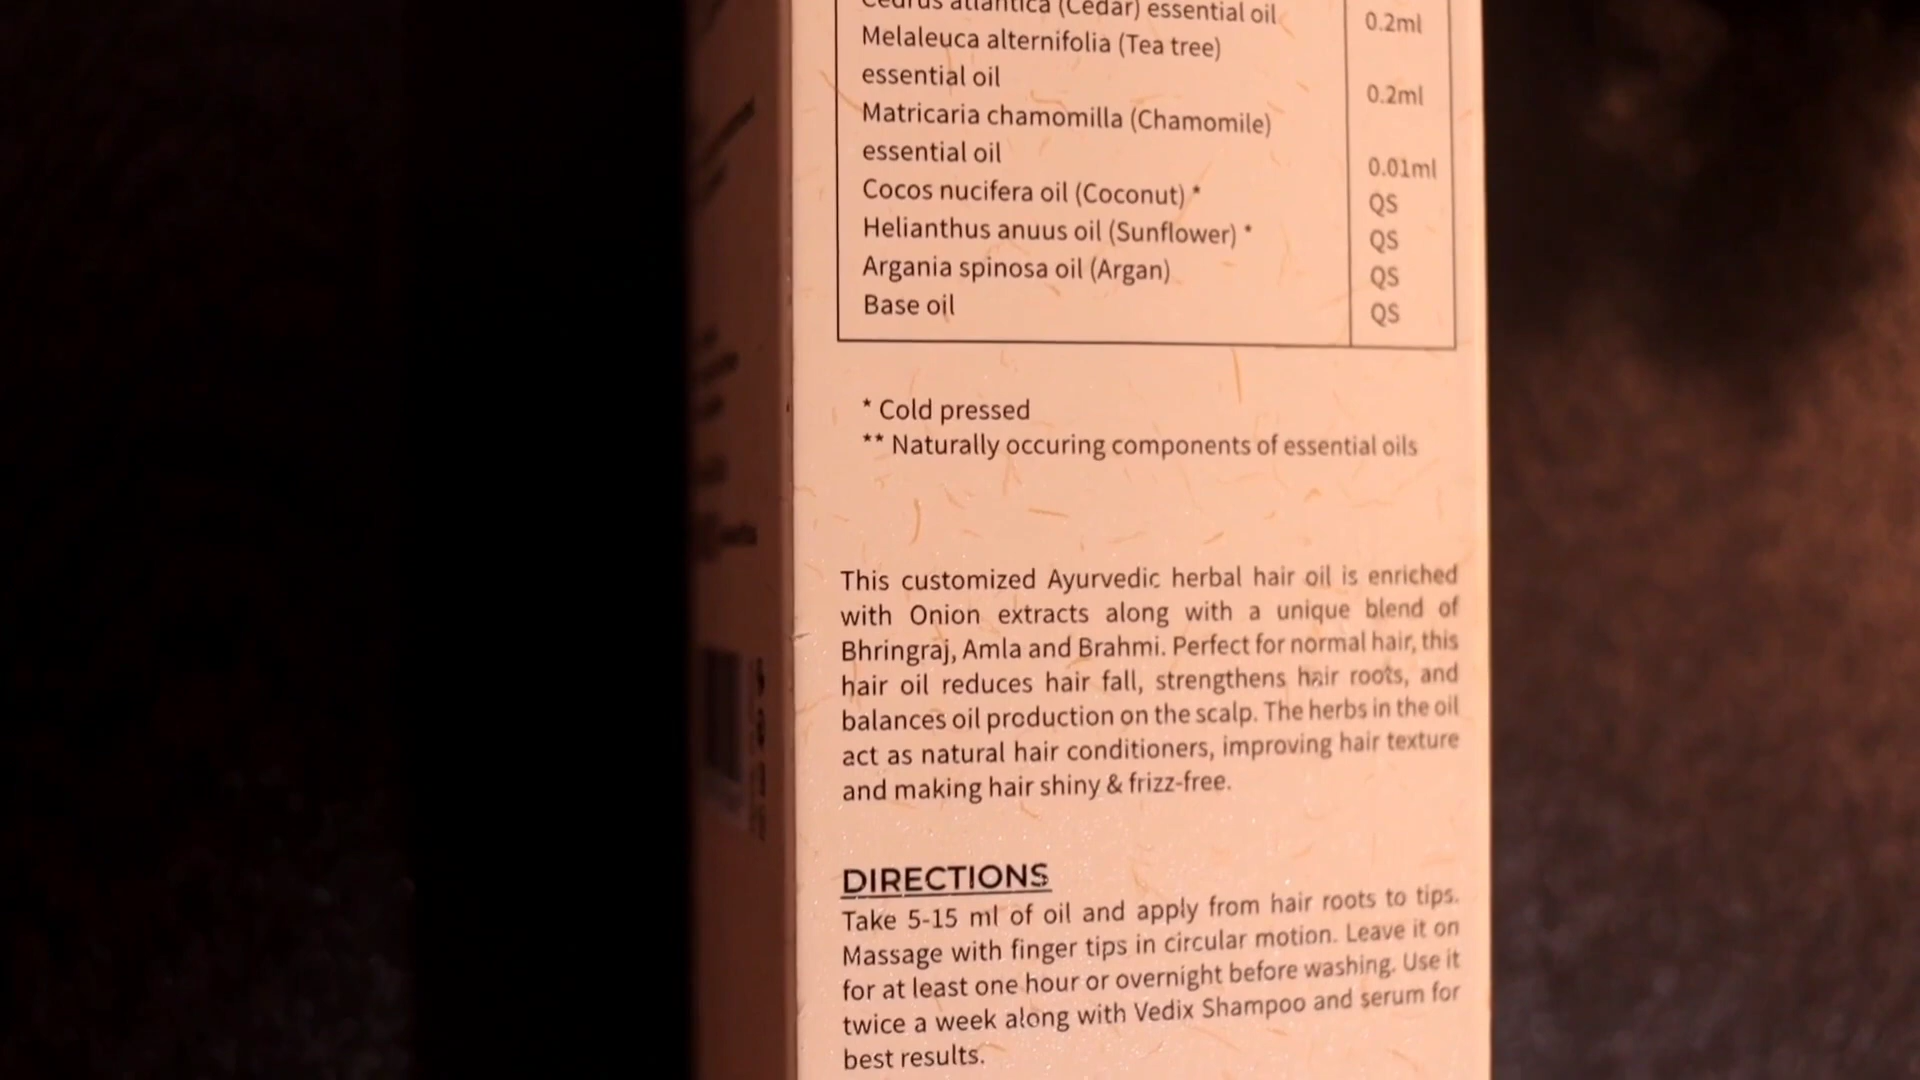 Cedrus atlantica (Cedar) essential oil
0.2ml
Melaleuca alternifolia (Tea tree)
essential oil
0.2ml
Matricaria chamomilla (Chamomile)
essential oil
0.01ml
Cocos nucifera oil (Coconut) * QS
Helianthus anuus oil (Sunflower) * QS
Argania spinosa oil (Argan) QS
Base oil QS
* Cold pressed
** Naturally occuring components of essential oils
This customized Ayurvedic herbal hair oil is enriched
with Onion extracts along with a unique blend of
Bhringraj, Amla and Brahmi. Perfect for normal hair, this
hair oil reduces hair fall, strengthens hair roots, and
balances oil production on the scalp. The herbs in the oil
act as natural hair conditioners, improving hair texture
and making hair shiny & frizz-free.
DIRECTIONS
Take 5-15 ml of oil and apply from hair roots to tips.
Massage with finger tips in circular motion. Leave it on
for at least one hour or overnight before washing. Use it
twice a week along with Vedix Shampoo and serum for
best results.